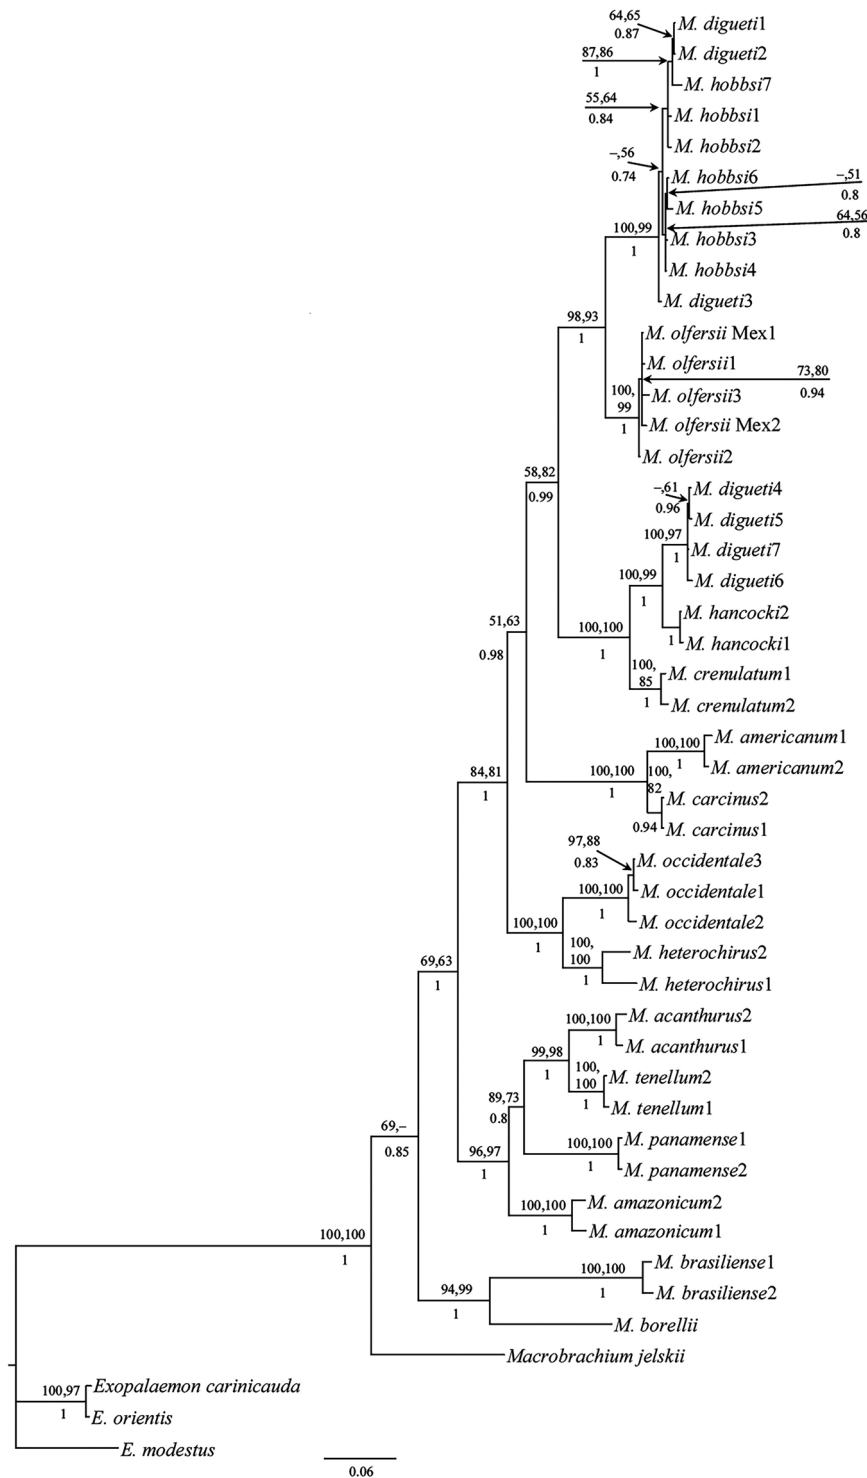 64,65
0.87
M. digueti1
M. digueti2
87,86
1
M. hobbsi7
55,64
0.84
M. hobbsi1
M. hobbsi2
–,56
0.74
M. hobbsi6
–,51
0.8
M. hobbsi5
64,56
0.8
M. hobbsi3
100,99
1
M. hobbsi4
M. digueti3
98,93
1
M. olfersii Mex1
M. olfersii1
73,80
0.94
M. olfersii3
100,
99
1
M. olfersii Mex2
M. olfersii2
58,82
0.99
–,61
0.96
M. digueti4
M. digueti5
100,97
1
M. digueti7
M. digueti6
100,99
1
M. hancocki2
1
M. hancocki1
100,100
1
100,
85
1
M. crenulatum1
M. crenulatum2
51,63
0.98
100,100
1
M. americanum1
M. americanum2
100,100
1
100,
82
0.94
M. carcinus2
M. carcinus1
84,81
1
97,88
0.83
M. occidentale3
M. occidentale1
100,100
1
M. occidentale2
100,100
1
100,
100
1
M. heterochirus2
M. heterochirus1
69,63
1
100,100
1
M. acanthurus2
M. acanthurus1
99,98
1
100,
100
1
M. tenellum2
M. tenellum1
89,73
0.8
100,100
1
M. panamense1
M. panamense2
96,97
1
100,100
1
M. amazonicum2
M. amazonicum1
69,–
0.85
100,100
1
M. brasiliense1
M. brasiliense2
94,99
1
M. borellii
100,100
1
Macrobrachium jelskii
100,97
1
Exopalaemon carinicauda
E. orientis
E. modestus
0.06